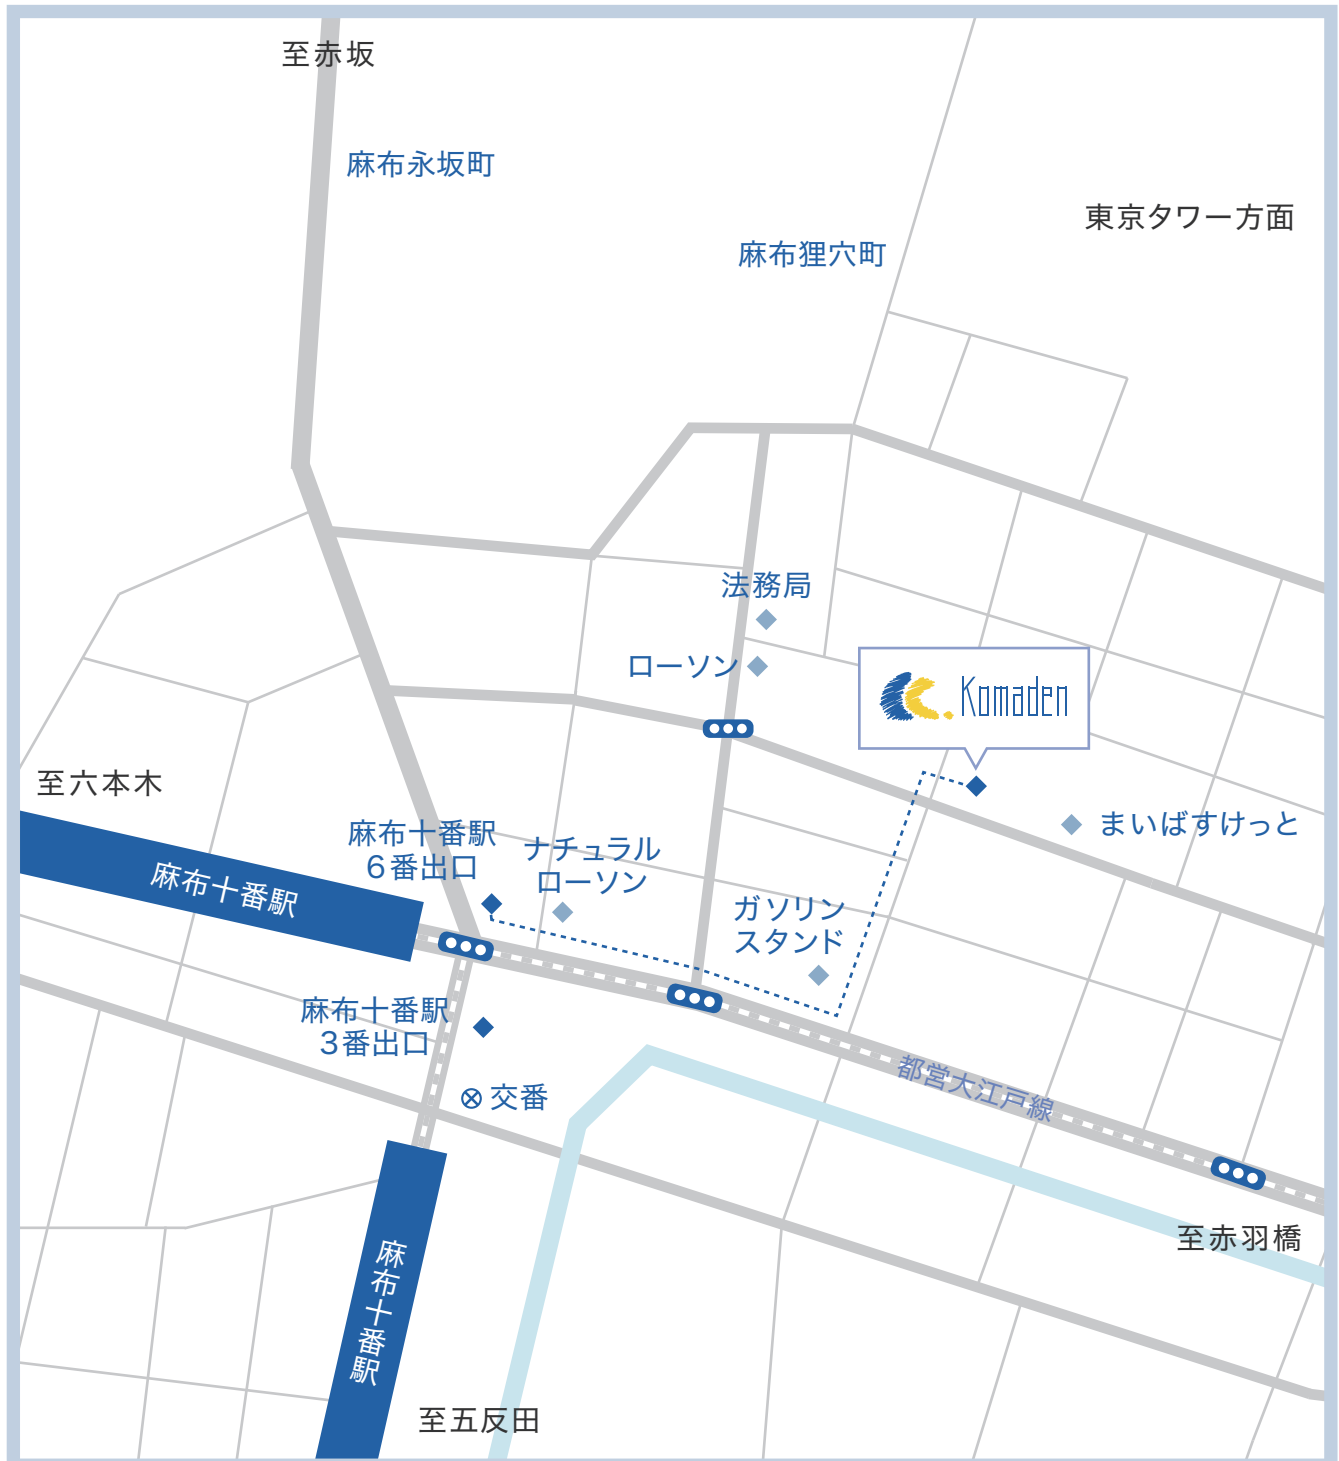 至赤坂
麻布永坂町
東京タワー方面
麻布狸穴町
法務局
ローソン
Komaden
至六本木
麻布十番駅
6番出口
ナチュラル
ローソン
まいばすけっと
麻布十番駅
ガソリン
スタンド
麻布十番駅
3番出口
都営大江戸線
交番
至赤羽橋
麻布十番駅
至五反田